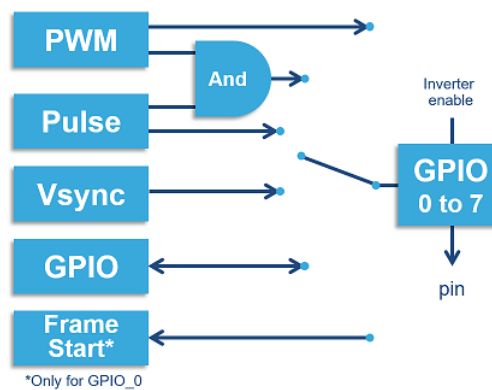 PWM
And
Pulse
Vsync
GPIO
Frame
Start*
*Only for GPIO_0
Inverter
enable
GPIO
0 to 7
pin